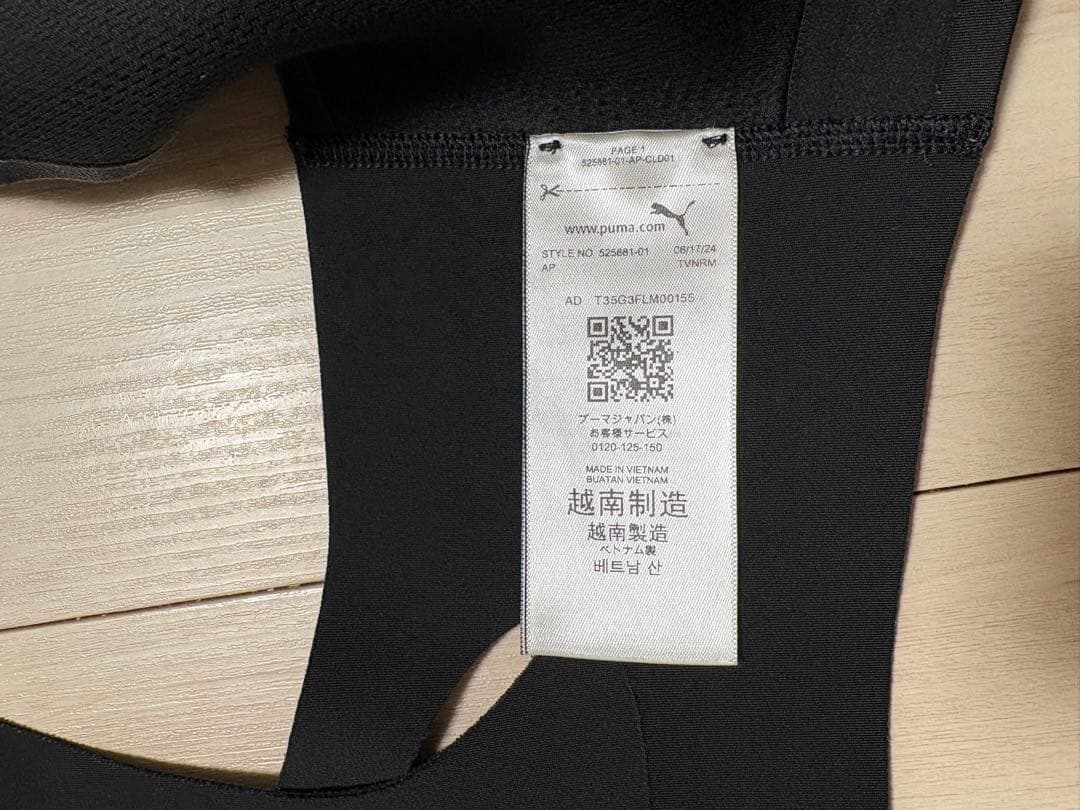 PAGE 1
525881-01-AP-CLD01
www.puma.com
STYLE NO. 525881-01 06/17/24
AP TVNRM
AD T35G3FLM00155
プーマジャパン(株)
お客様サービス
0120-125-150
MADE IN VIETNAM
BUATAN VIETNAM
越南制造
越南製造
ベトナム製
베트남 산